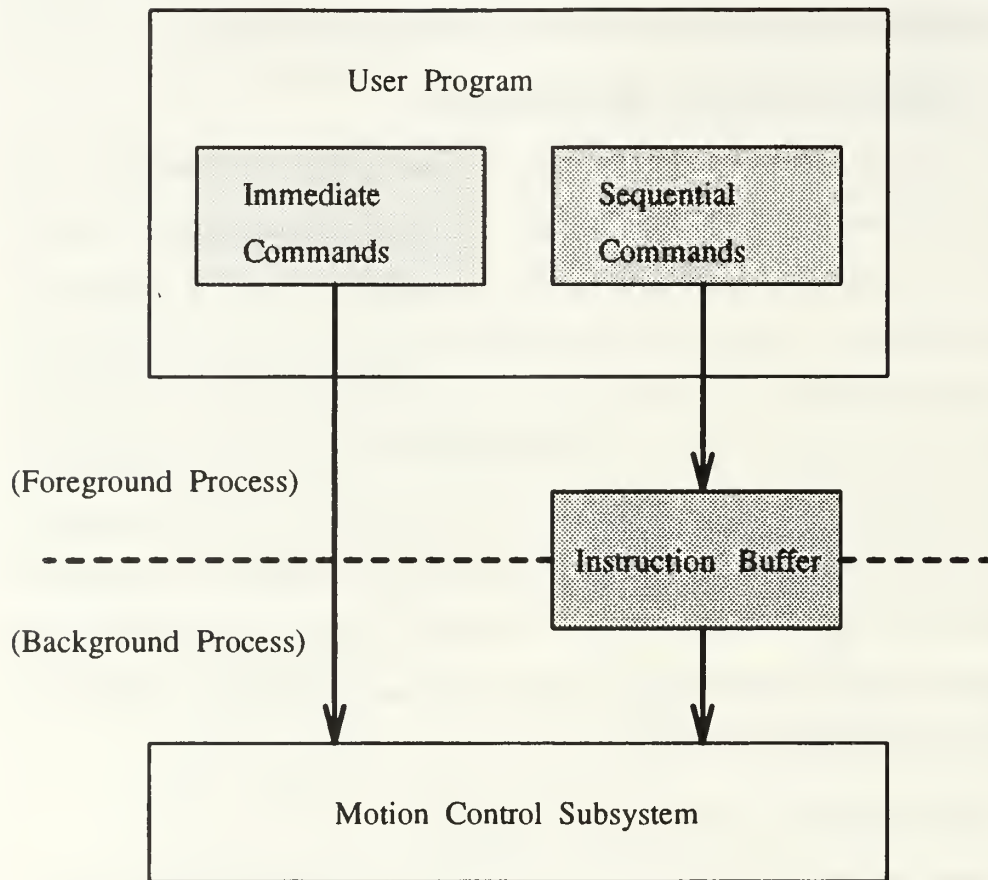 User Program
Immediate
Commands
Sequential
Commands
(Foreground Process)
Instruction Buffer
(Background Process)
Motion Control Subsystem